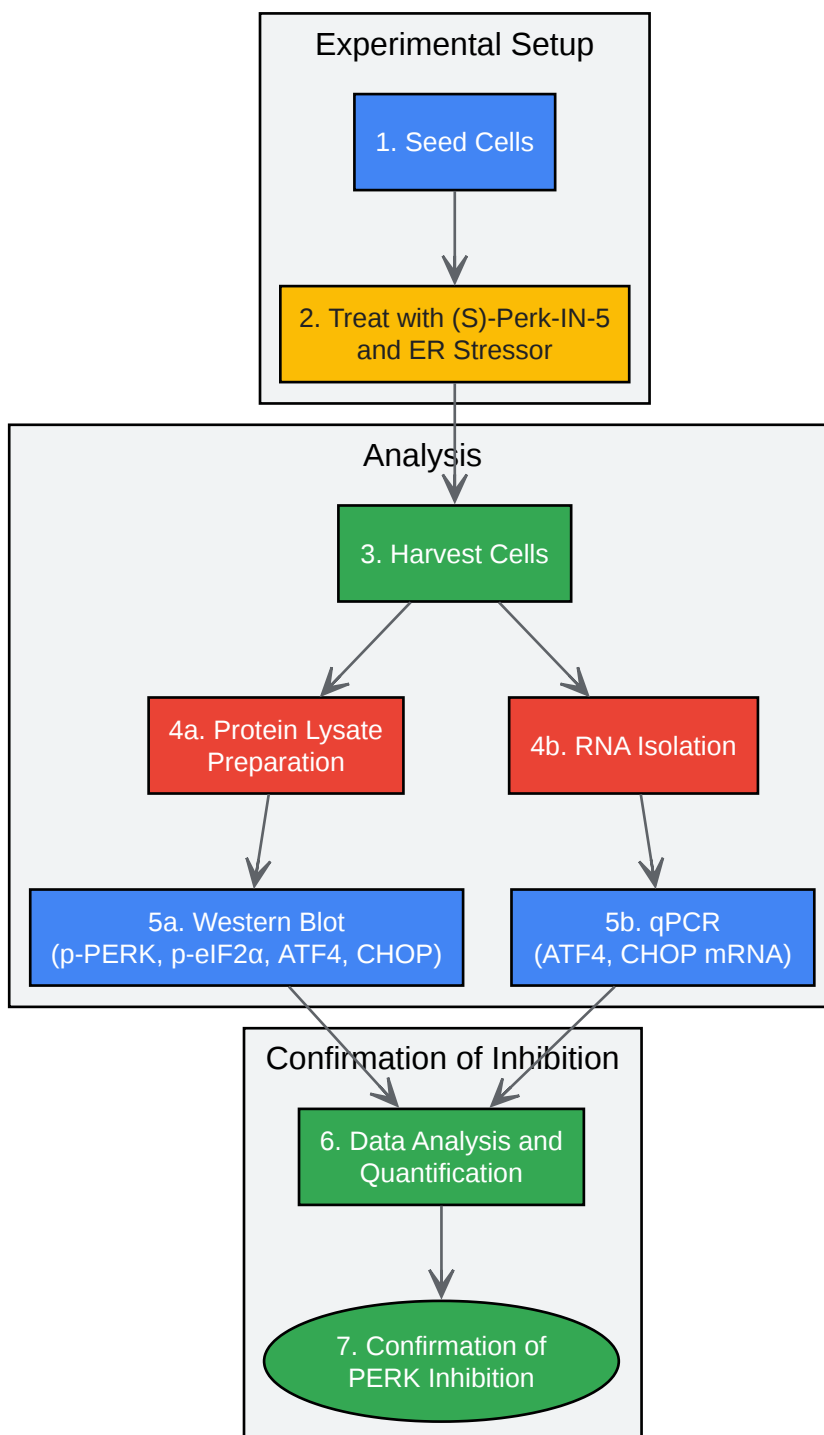 Experimental Setup
1. Seed Cells
2. Treat with (S)-Perk-IN-5
and ER Stressor
Analysis
3. Harvest Cells
4a. Protein Lysate
Preparation
4b. RNA Isolation
5a. Western Blot
(p-PERK, p-eIF2α, ATF4, CHOP)
5b. qPCR
(ATF4, CHOP mRNA)
Confirmation of Inhibition
6. Data Analysis and
Quantification
7. Confirmation of
PERK Inhibition